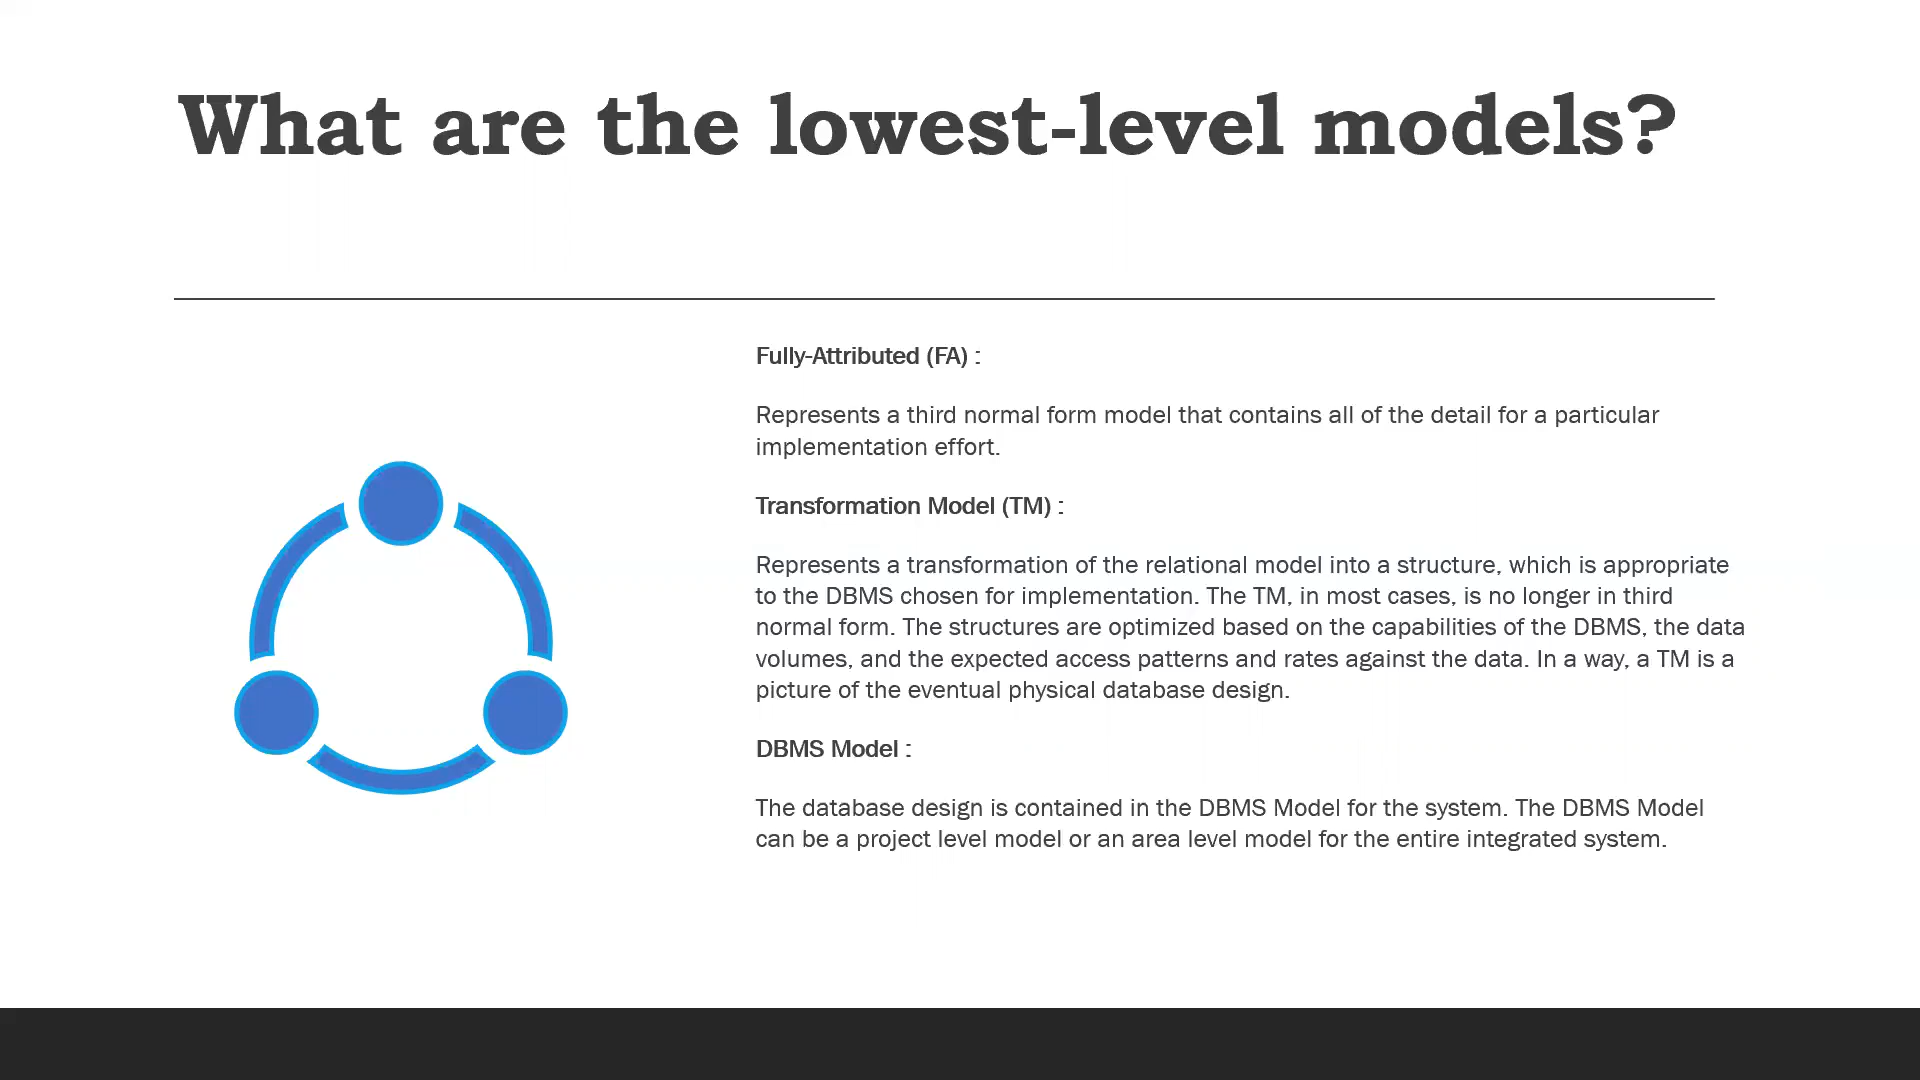 What are the lowest-level models?
Fully-Attributed (FA) :
Represents a third normal form model that contains all of the detail for a particular
implementation effort.
Transformation Model (TM) :
Represents a transformation of the relational model into a structure, which is appropriate
to the DBMS chosen for implementation. The TM, in most cases, is no longer in third
normal form. The structures are optimized based on the capabilities of the DBMS, the data
volumes, and the expected access patterns and rates against the data. In a way, a TM is a
picture of the eventual physical database design.
DBMS Model :
The database design is contained in the DBMS Model for the system. The DBMS Model
can be a project level model or an area level model for the entire integrated system.